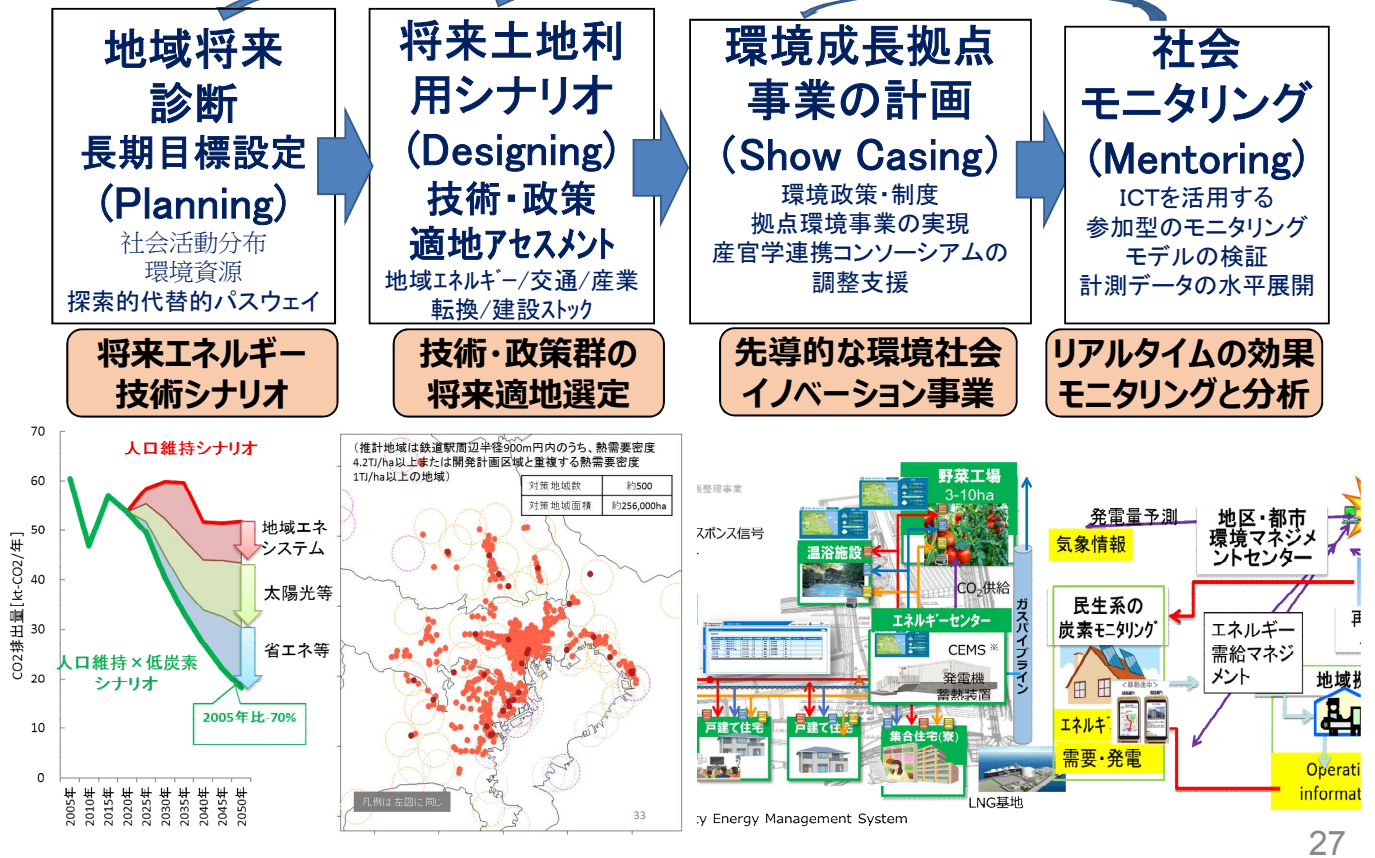 地域将来
診断
長期目標設定
(Planning)
社会活動分布
環境資源
探索的代替的パスウェイ
将来土地利
用シナリオ
(Designing)
技術・政策
適地アセスメント
地域エネルギー/交通/産業
転換/建設ストック
環境成長拠点
事業の計画
(Show Casing)
環境政策・制度
拠点環境事業の実現
産官学連携コンソーシアムの
調整支援
社会
モニタリング
(Mentoring)
ICTを活用する
参加型のモニタリング
モデルの検証
計測データの水平展開
将来エネルギー
技術シナリオ
技術・政策群の
将来適地選定
先導的な環境社会
イノベーション事業
リアルタイムの効果
モニタリングと分析
CO2排出量[kt-CO2/年]
70
60
50
40
30
20
10
0
人口維持シナリオ
地域エネ
システム
太陽光等
省エネ等
人口維持×低炭素
シナリオ
2005年比-70%
2005年
2010年
2015年
2020年
2025年
2030年
2035年
2040年
2045年
2050年
(推計地域は鉄道駅周辺半径900m円内のうち、熱需要密度
4.2TJ/ha以上または開発計画区域と重複する熱需要密度
1TJ/ha以上の地域)
対策地域数 約500
対策地域面積 約256,000ha
凡例は左図に同じ
33
整理事業
スポンス信号
野菜工場
3-10ha
温浴施設
CO₂供給
エネルギーセンター
CEMS ※
発電機
蓄熱装置
ガスパイプライン
戸建て住宅
戸建て住宅
集合住宅(寮)
LNG基地
y Energy Management System
発電量予測
気象情報
地区・都市
環境マネジメ
ントセンター
民生系の
炭素モニタリング
<移動途中>
エネルギー
需給マネジ
メント
再
地域拠
エネルギ
需要・発電
Operati
informat
27